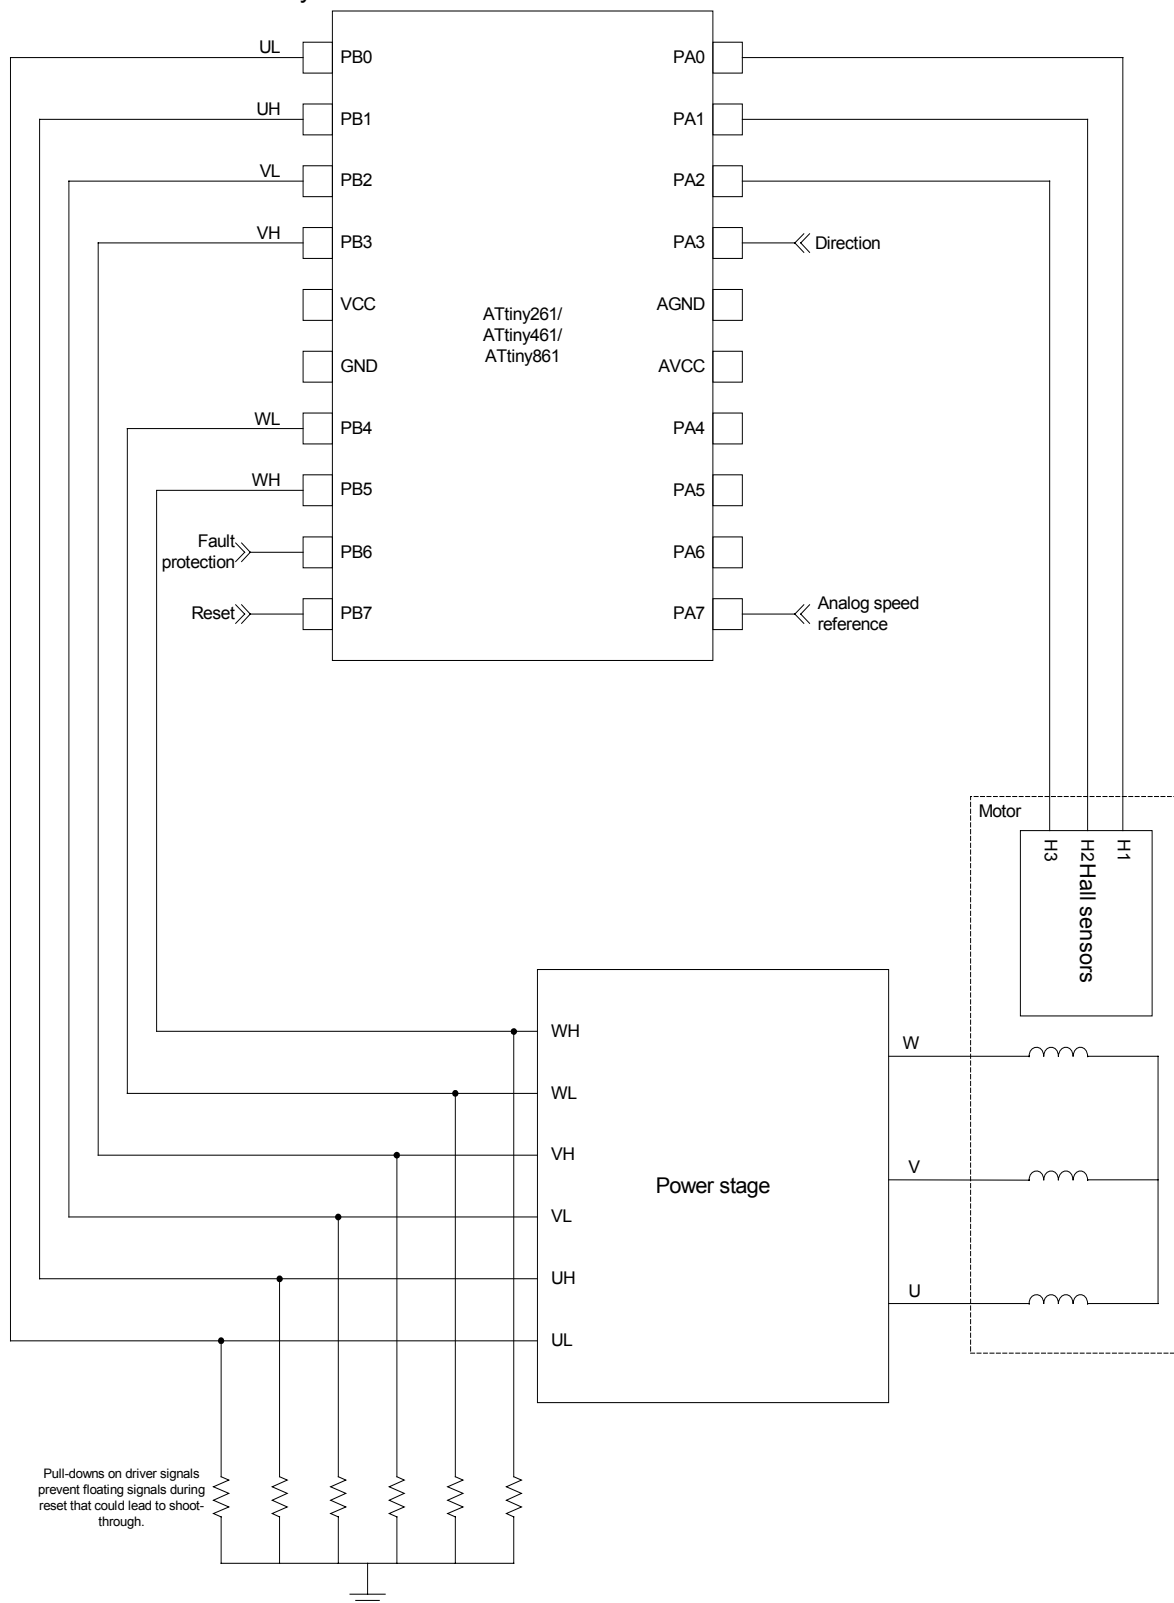 UL
PB0
PA0
UH
PB1
PA1
VL
PB2
PA2
VH
PB3
PA3
Direction
VCC
AGND
ATtiny261/
ATtiny461/
ATtiny861
GND
AVCC
WL
PB4
PA4
WH
PB5
PA5
Fault
protection
PB6
PA6
Reset
PB7
PA7
Analog speed
reference
Motor
H3
H2
H1
Hall sensors
WH
W
WL
VH
V
Power stage
VL
UH
U
UL
Pull-downs on driver signals
prevent floating signals during
reset that could lead to shoot-
through.